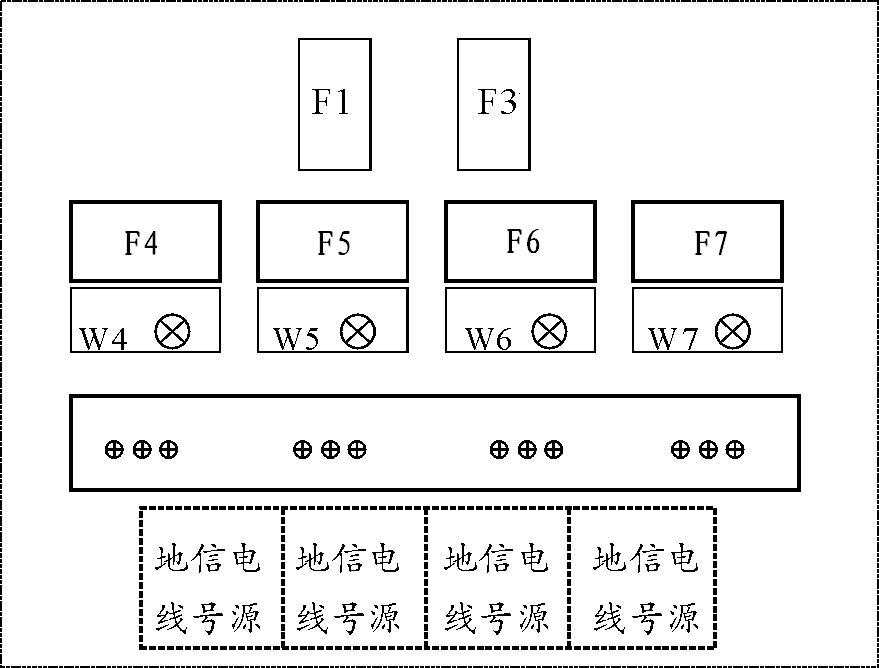 F1 F3
F4 F5 F6 F7
W4 W5 W6 W7
地信电 地信电 地信电 地信电
线号源 线号源 线号源 线号源